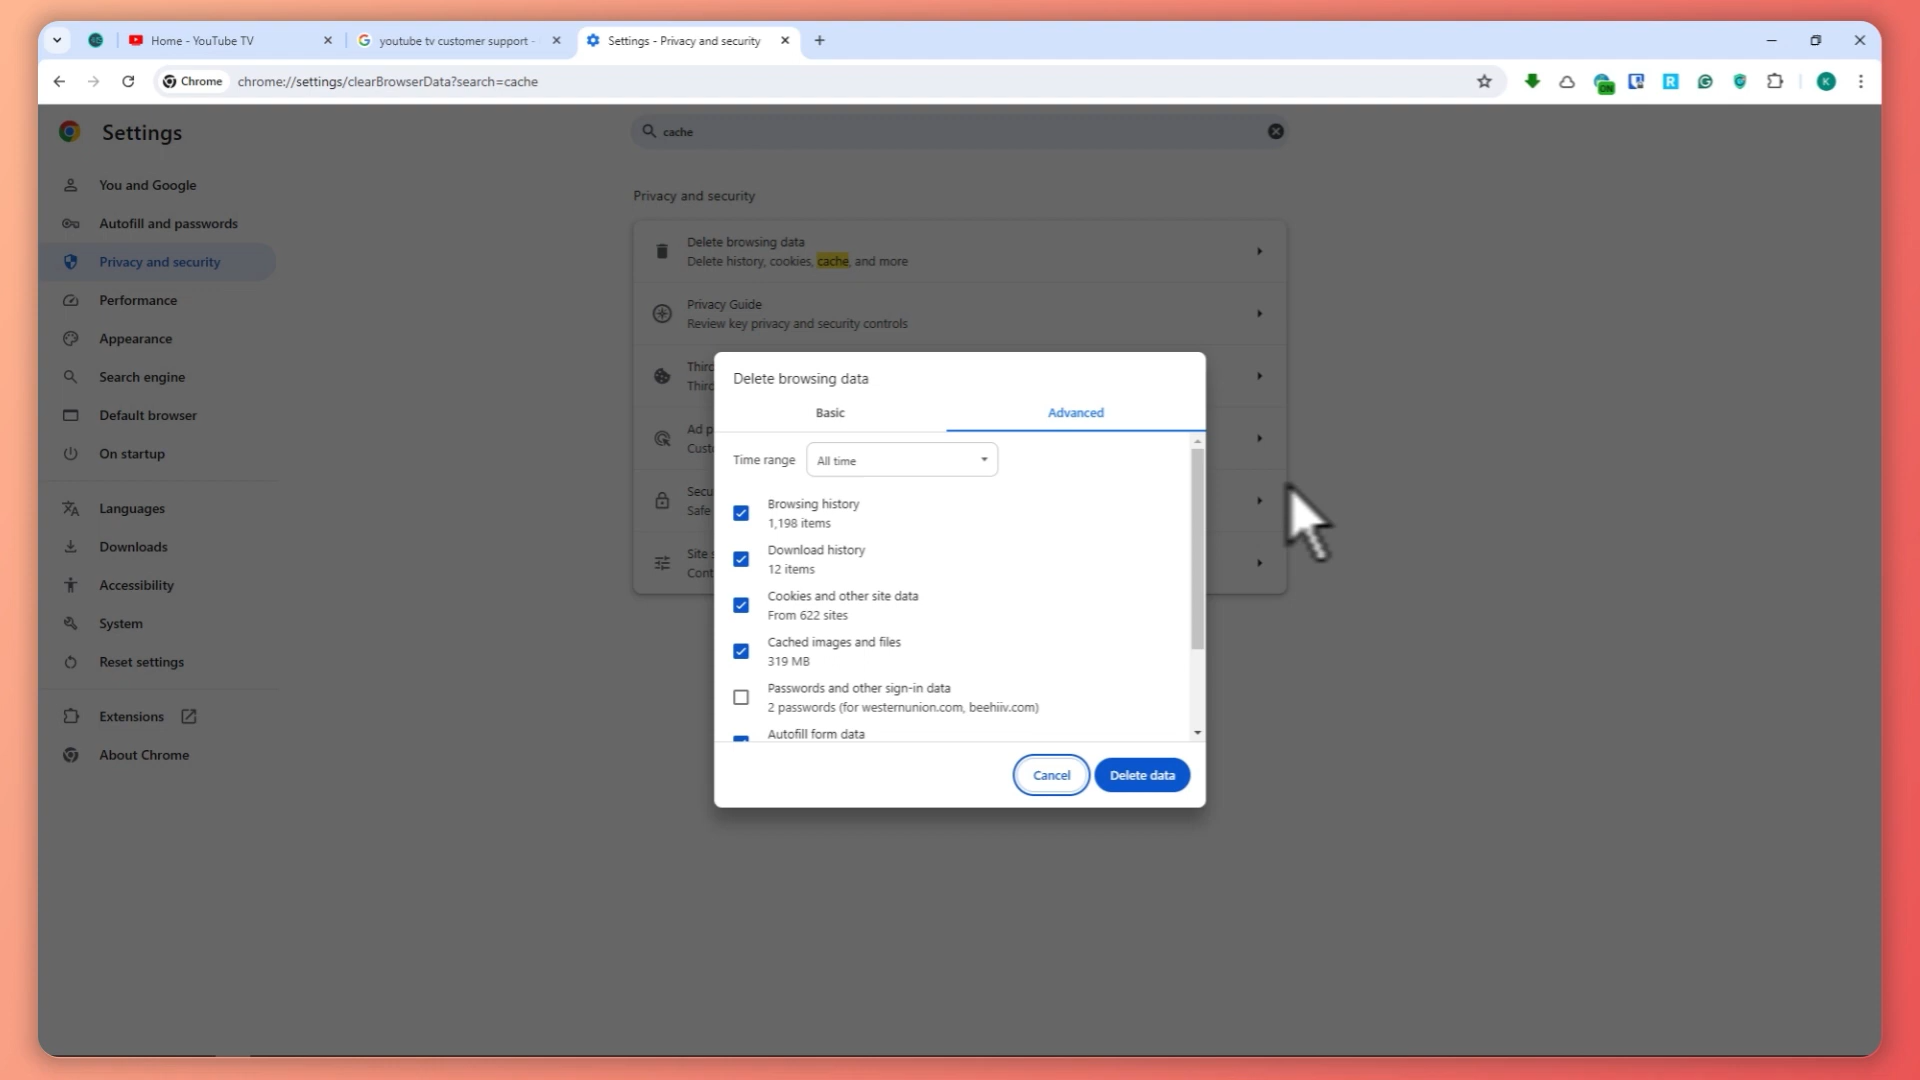 Home - YouTube TV
youtube tv customer support -
Settings - Privacy and security
Chrome
chrome://settings/clearBrowserData?search=cache
ON
R
K
Settings
cache
You and Google
Autofill and passwords
Privacy and security
Performance
Appearance
Search engine
Default browser
On startup
Languages
Downloads
Accessibility
System
Reset settings
Extensions
About Chrome
Privacy and security
Delete browsing data
Delete history, cookies, cache, and more
Privacy Guide
Review key privacy and security controls
Third
Third
Ad p
Custo
Secu
Safe
Site s
Cont
Delete browsing data
Basic
Advanced
Time range
All time
Browsing history
1,198 items
Download history
12 items
Cookies and other site data
From 622 sites
Cached images and files
319 MB
Passwords and other sign-in data
2 passwords (for westernunion.com, beehiiv.com)
Autofill form data
Cancel
Delete data